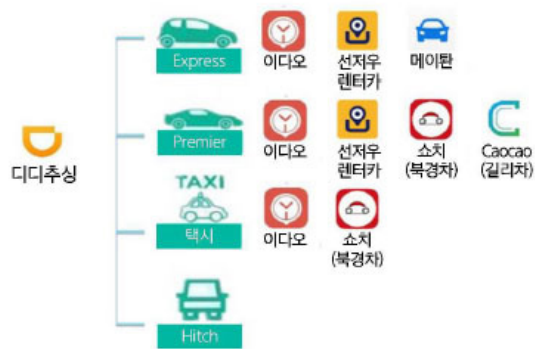 Express
이다오
선저우
렌터카
메이퇀
디디추싱
Premier
이다오
선저우
렌터카
쇼치
(북경차)
Caocao
(길리차)
TAXI
택시
이다오
쇼치
(북경차)
Hitch